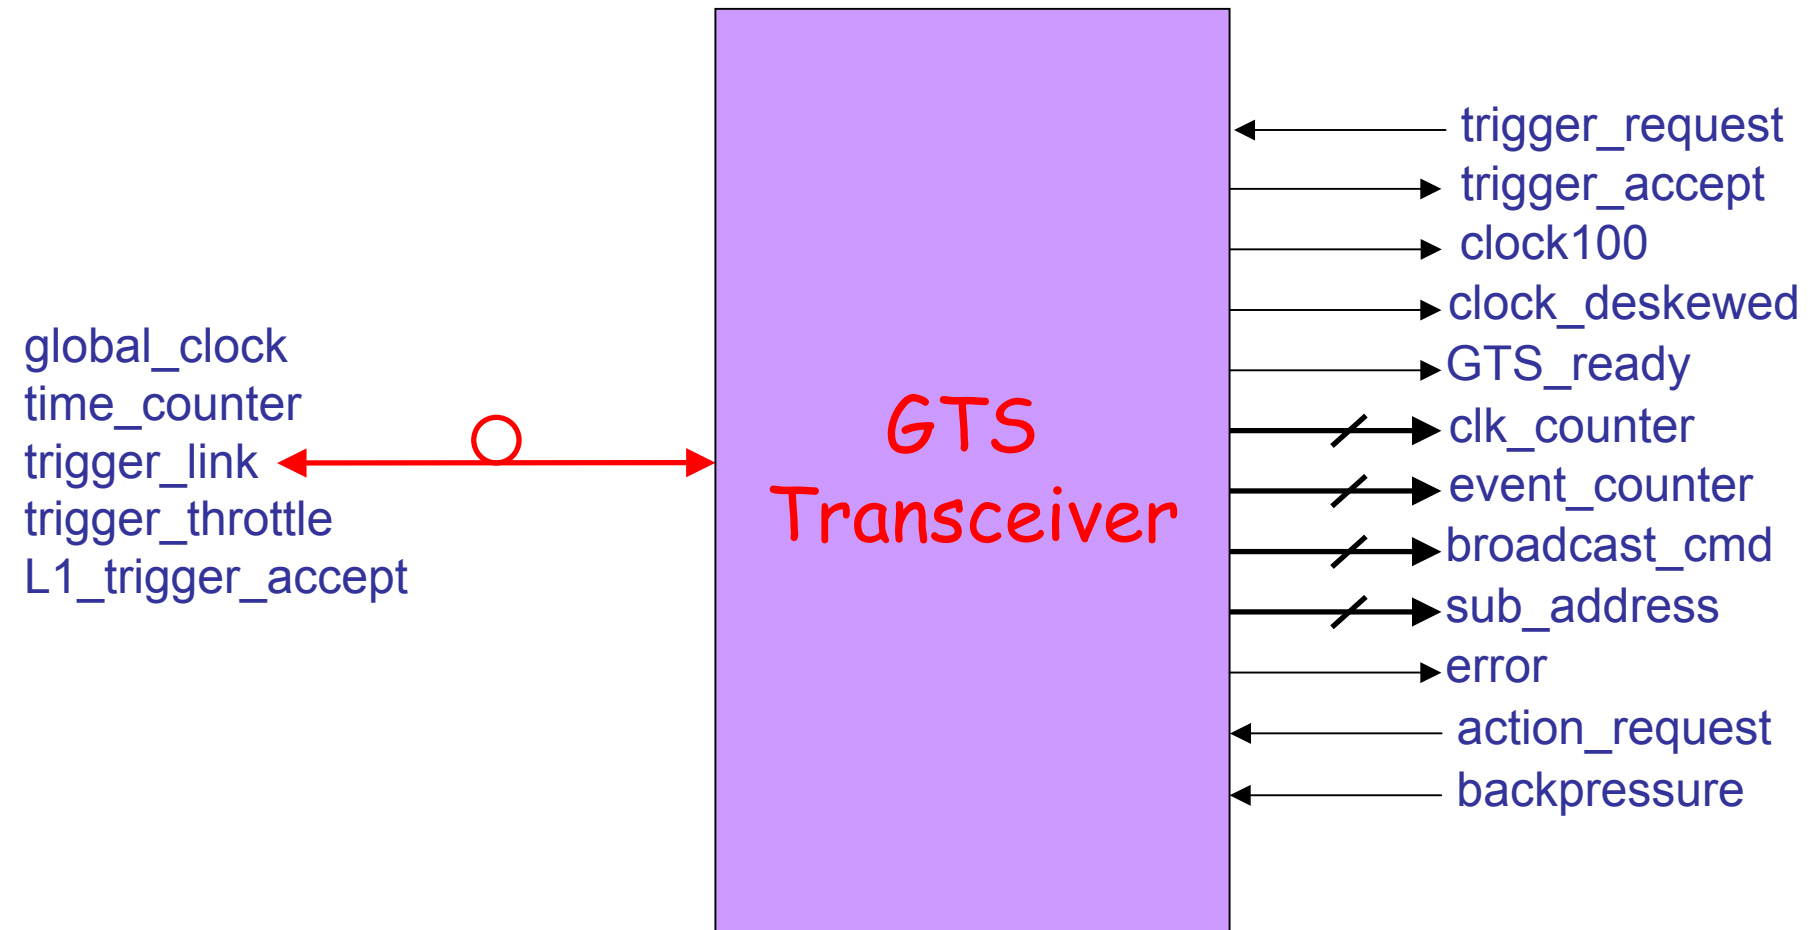 global_clock
time_counter
trigger_link
trigger_throttle
L1_trigger_accept
GTS
Transceiver
trigger_request
trigger_accept
clock100
clock_deskewed
GTS_ready
clk_counter
event_counter
broadcast_cmd
sub_address
error
action_request
backpressure